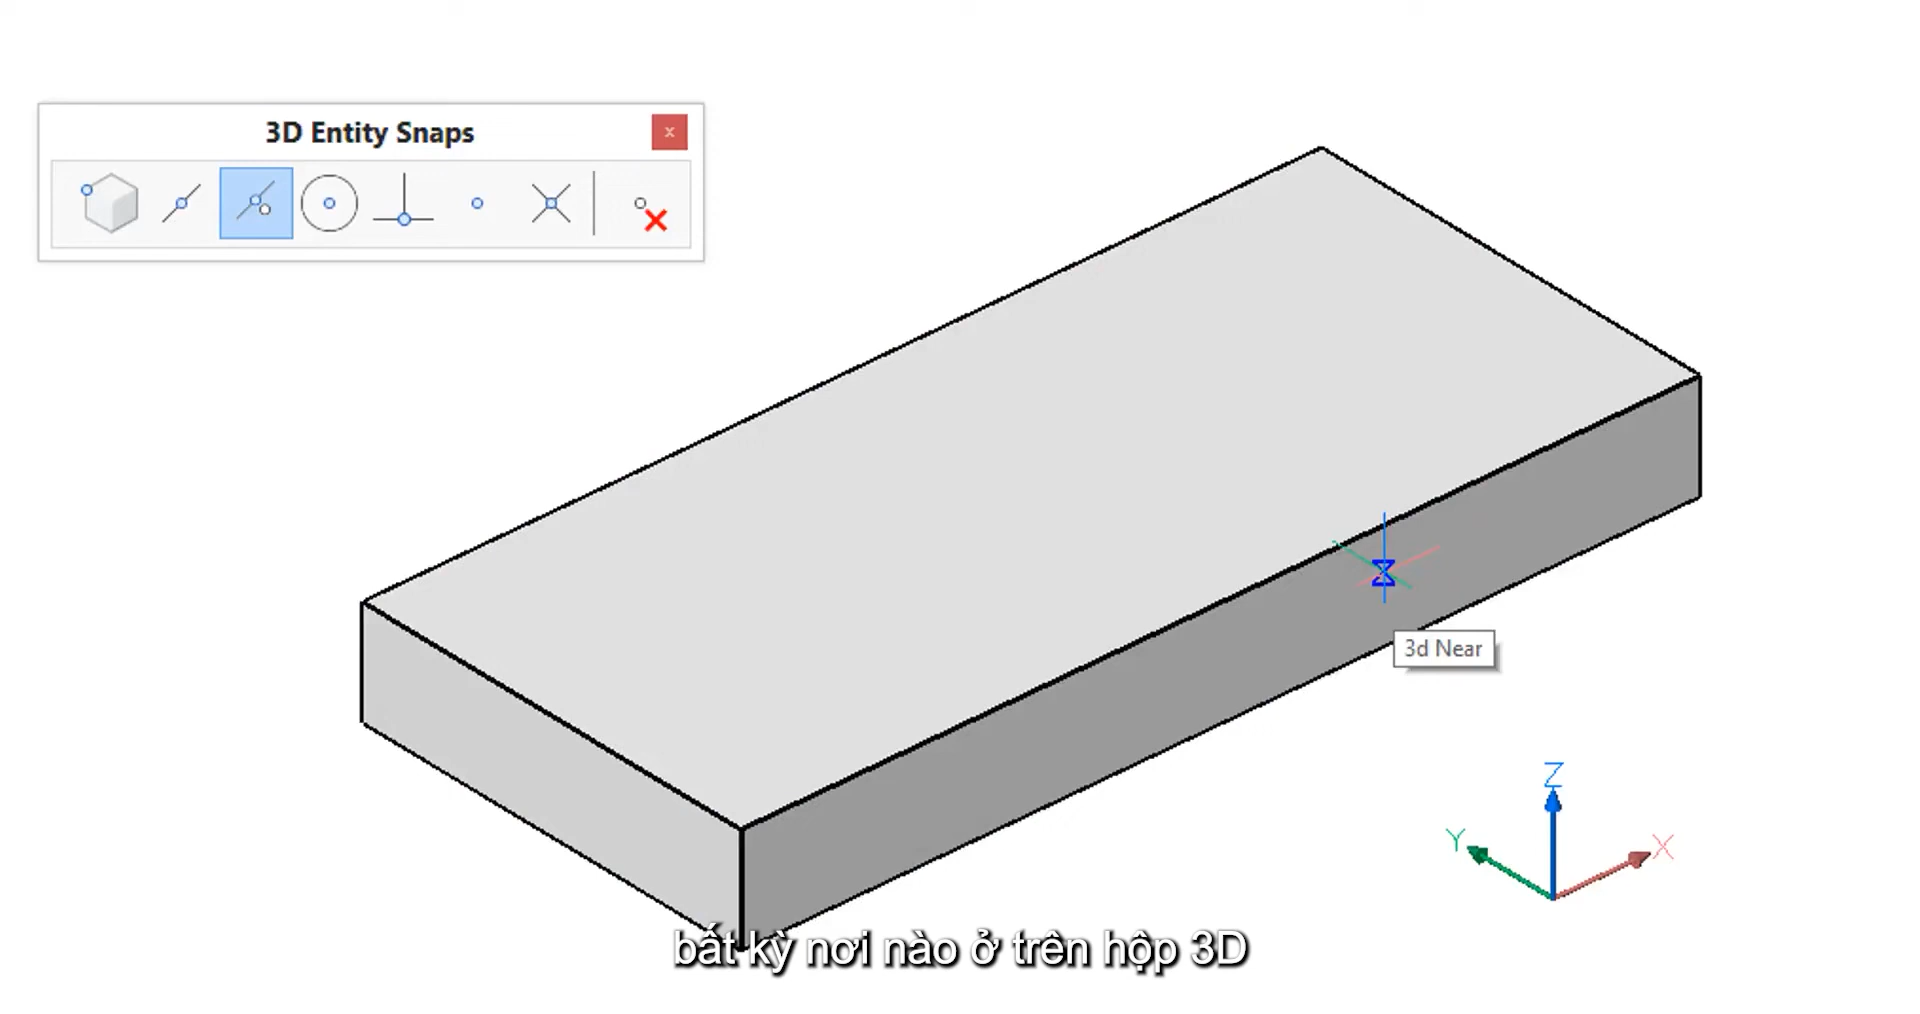 3D Entity Snaps
x
3d Near
Z
Y
X
bất kỳ nơi nào ở trên hộp 3D